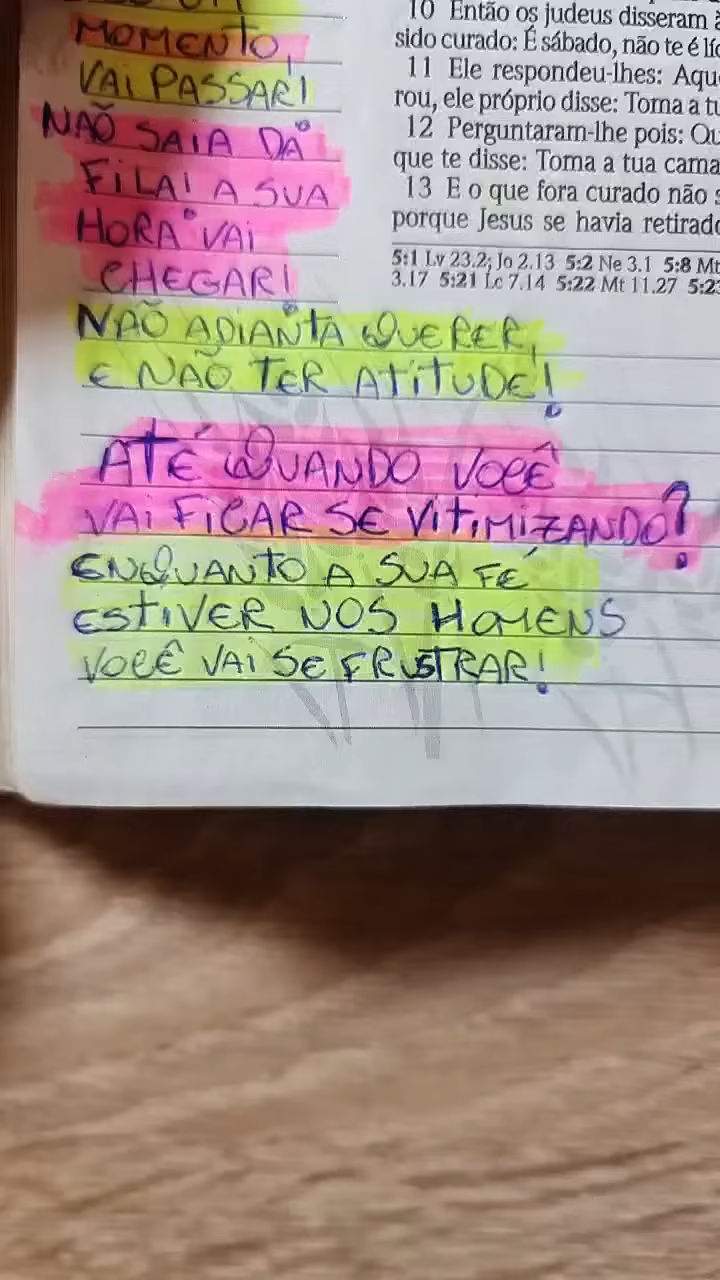 MOMENTO,
VAI PASSAR!
NÃO SAIA DA
FILA! A SUA
HORA VAI
CHEGAR!
NÃO ADIANTA QUERER,
E NÃO TER ATITUDE!
ATÉ QUANDO VOCÊ
VAI FICAR SE VITIMIZANDO?
ENQUANTO A SUA FÉ
ESTIVER NOS HOMENS
VOCÊ VAI SE FRUSTRAR!
10 Então os judeus disseram
sido curado: É sábado, não te é
11 Ele respondeu-lhes:
rou, ele próprio disse: Toma a
12 Perguntaram-lhe pois:
que te disse: Toma a tua cama
13 E o que fora curado não
porque Jesus se havia
5:1 Lv 23.2; Jo 2.13 5:2 Ne 3.1 5:8 Mt
3.17 5:21 Lc 7.14 5:22 Mt 11.27